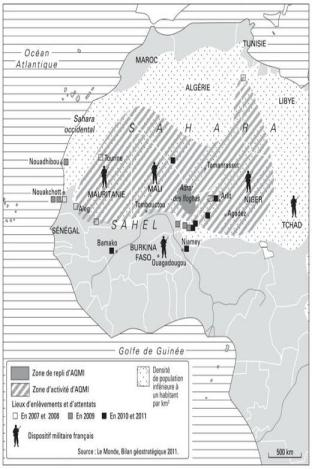 TUNISIE
Océan
Atlantique
MAROC
ALGÉRIE
LIBYE
Sahara
occidental
SAHARA
Nouadhibou
Tourine
Tamanrasset
MAURITANIE
MALI
Adrar
des Ifoghas
Arlit
NIGER
Nouakchott
Tombouctou
Aleg
Agadez
TCHAD
SÉNÉGAL
SAHEL
Bamako
BURKINA
FASO
Niamey
Ouagadougou
Golfe de Guinée
Zone de repli d'AQMI
Zone d'activité d'AQMI
Densité
de population
inférieure à
un habitant
par km²
Lieux d'enlèvements et d'attentats
En 2007 et 2008
En 2009
En 2010 et 2011
Dispositif militaire français
Source : Le Monde, Bilan géostratégique 2011.
500 km